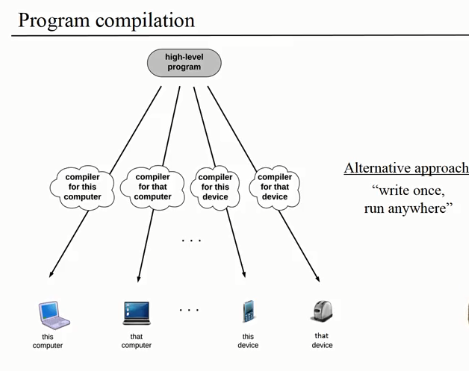 Program compilation
high-level
program
compiler
for this
computer
compiler
for that
computer
compiler
for this
device
compiler
for that
device
. . .
Alternative approach
“write once,
run anywhere”
. . .
this
computer
that
computer
this
device
that
device